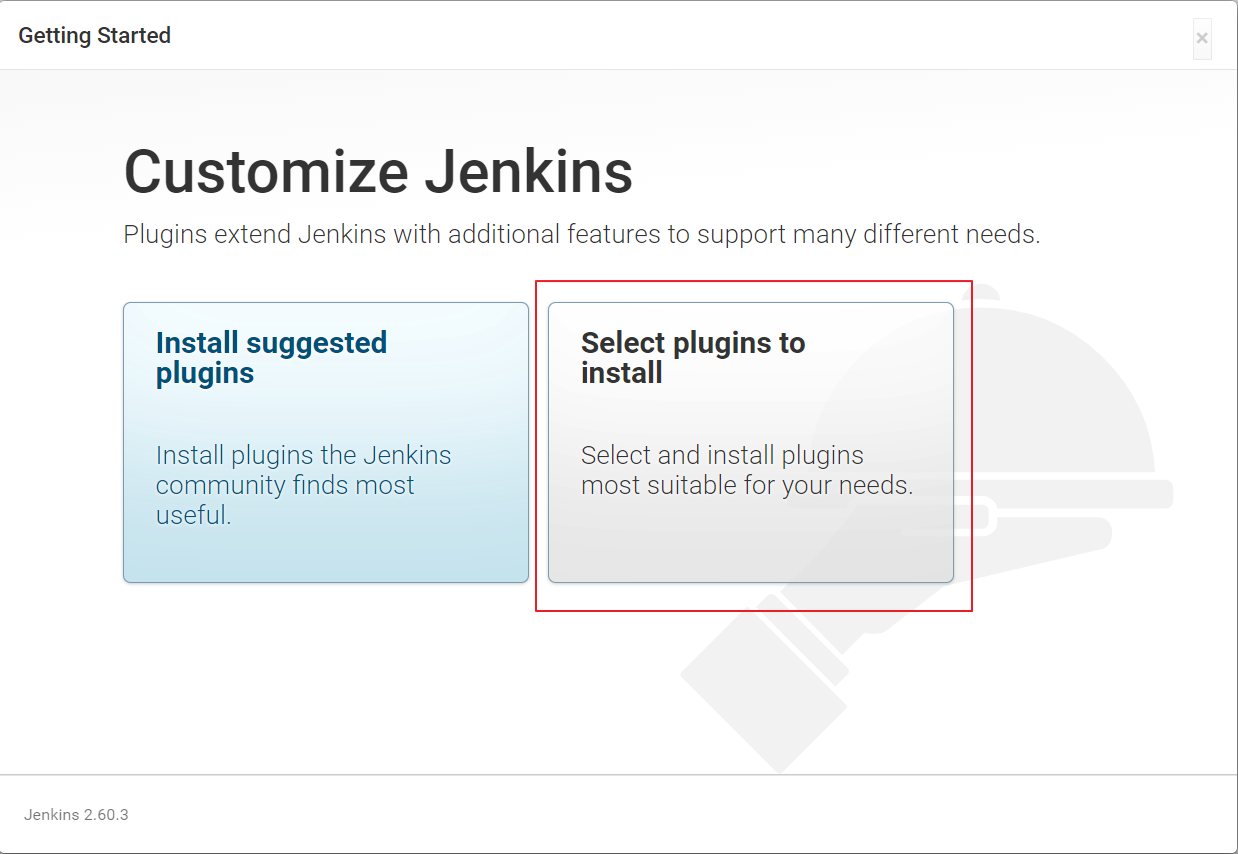 Getting Started
×
Customize Jenkins
Plugins extend Jenkins with additional features to support many different needs.
Install suggested
plugins
Install plugins the Jenkins
community finds most
useful.
Select plugins to
install
Select and install plugins
most suitable for your needs.
Jenkins 2.60.3